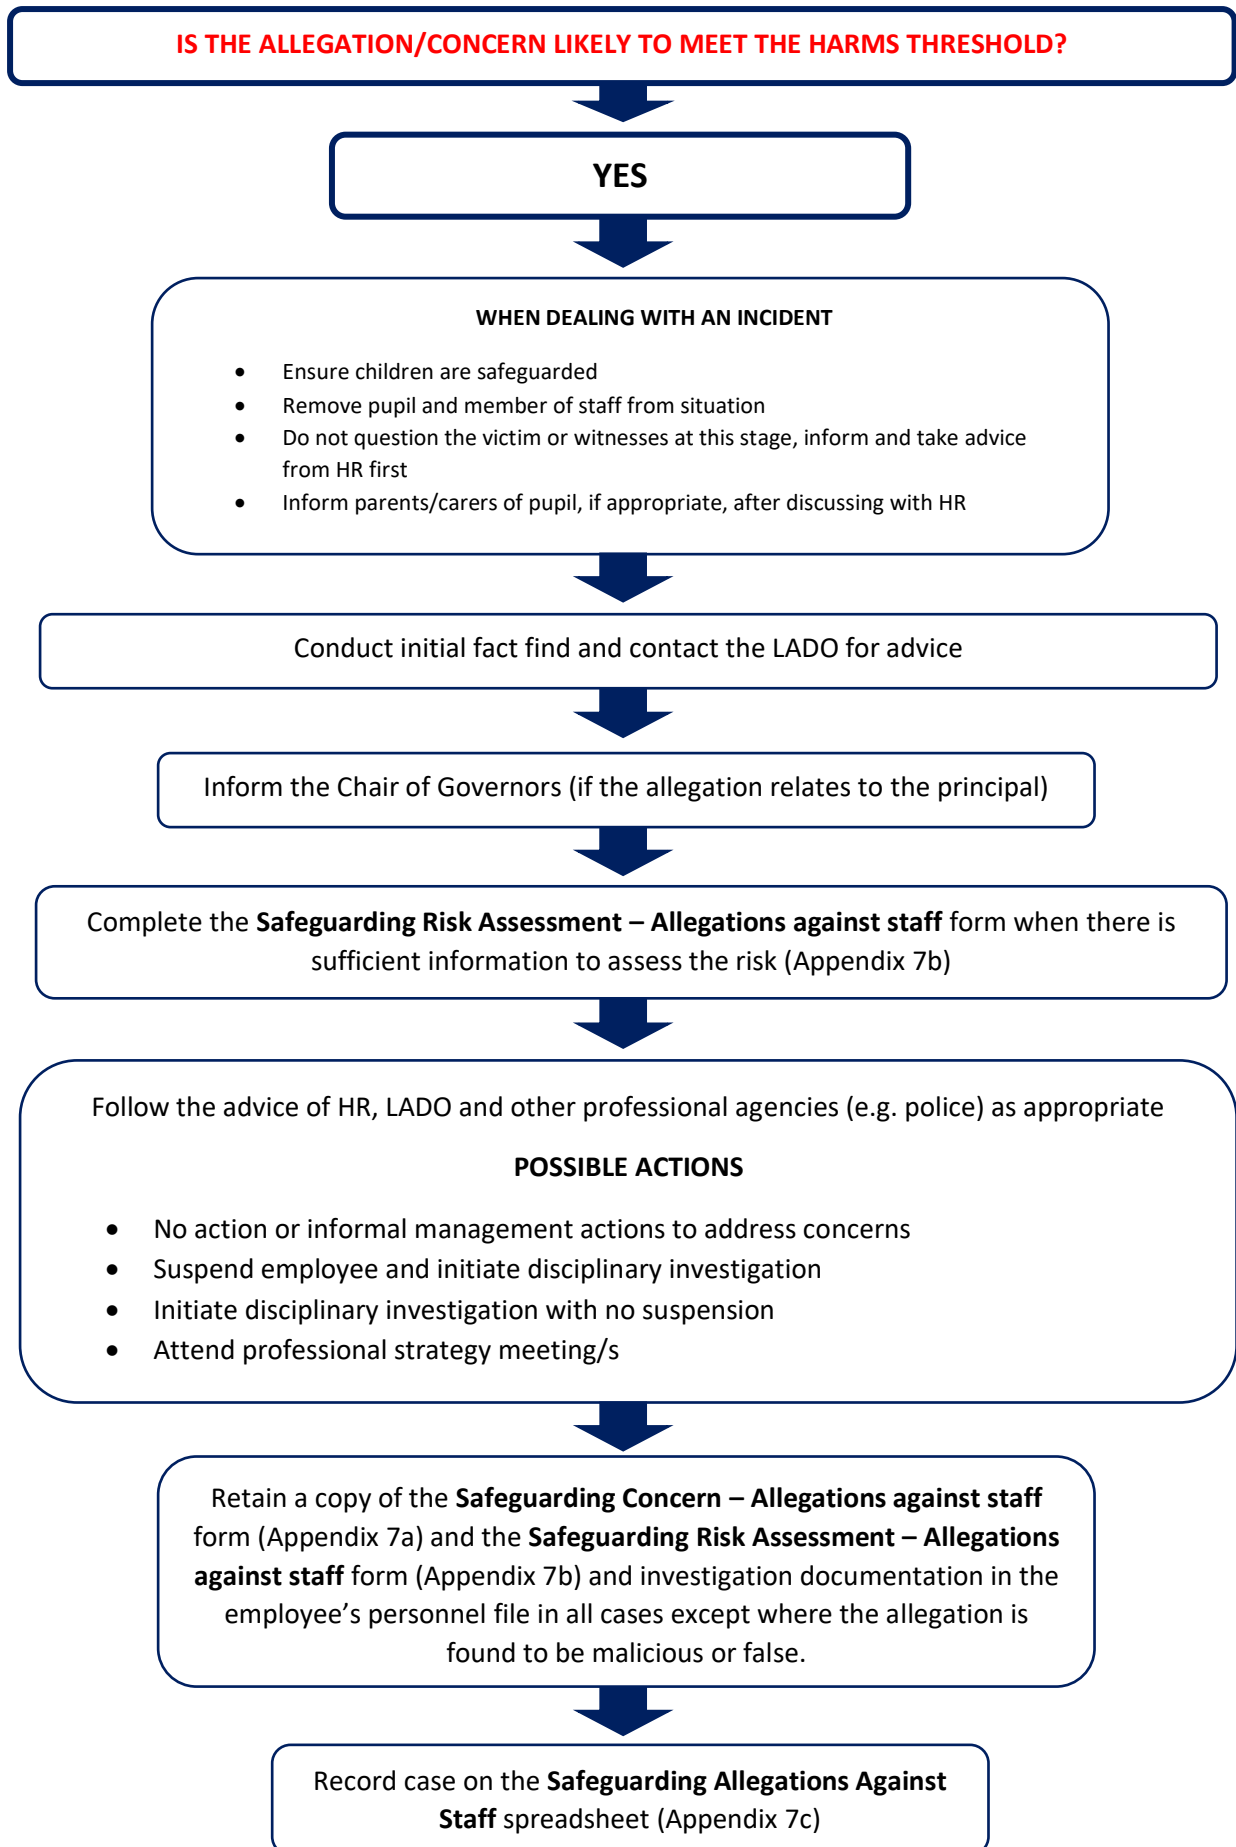 IS THE ALLEGATION/CONCERN LIKELY TO MEET THE HARMS THRESHOLD?
YES
WHEN DEALING WITH AN INCIDENT
• Ensure children are safeguarded
• Remove pupil and member of staff from situation
• Do not question the victim or witnesses at this stage, inform and take advice
from HR first
• Inform parents/carers of pupil, if appropriate, after discussing with HR
Conduct initial fact find and contact the LADO for advice
Inform the Chair of Governors (if the allegation relates to the principal)
Complete the Safeguarding Risk Assessment – Allegations against staff form when there is
sufficient information to assess the risk (Appendix 7b)
Follow the advice of HR, LADO and other professional agencies (e.g. police) as appropriate
POSSIBLE ACTIONS
• No action or informal management actions to address concerns
• Suspend employee and initiate disciplinary investigation
• Initiate disciplinary investigation with no suspension
• Attend professional strategy meeting/s
Retain a copy of the Safeguarding Concern – Allegations against staff
form (Appendix 7a) and the Safeguarding Risk Assessment – Allegations
against staff form (Appendix 7b) and investigation documentation in the
employee’s personnel file in all cases except where the allegation is
found to be malicious or false.
Record case on the Safeguarding Allegations Against
Staff spreadsheet (Appendix 7c)